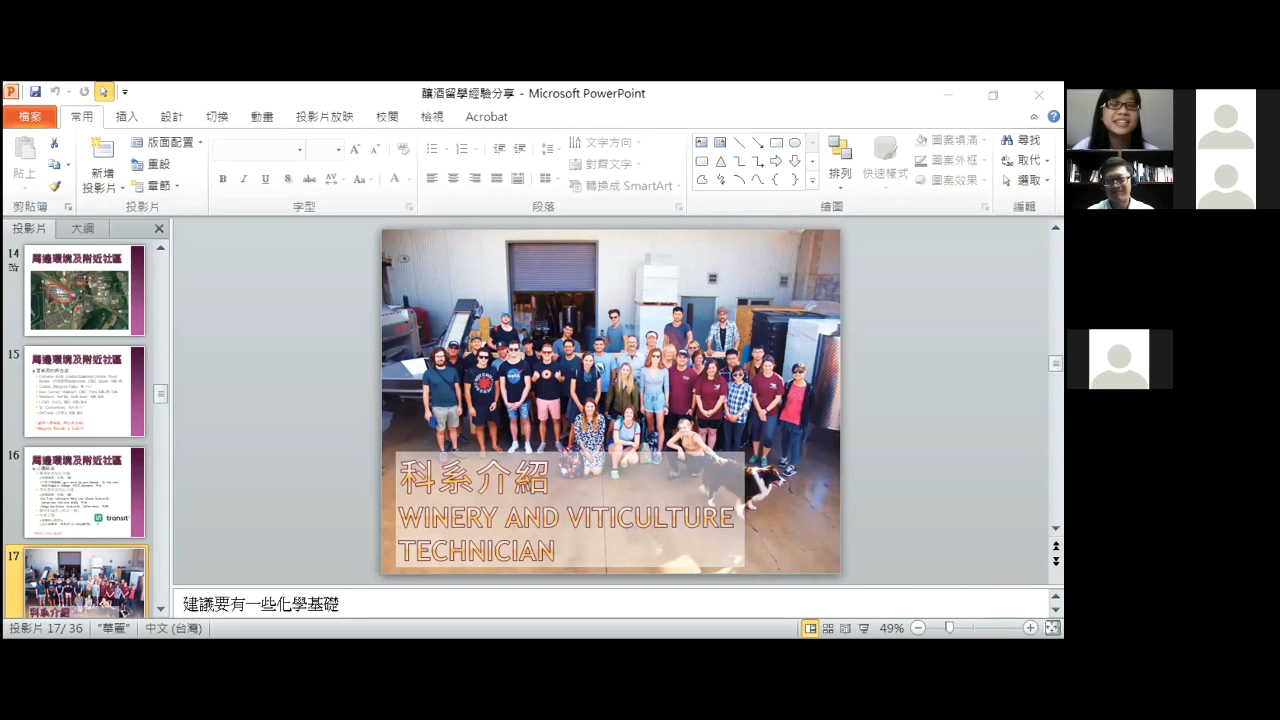 釀酒留學經驗分享 - Microsoft PowerPoint
檔案 常用 插入 設計 切換 動畫 投影片放映 校閱 檢視 Acrobat
貼上
新增
投影片
版面配置
重設
章節
B I U S abc AV Aa A
文字方向
對齊文字
轉換成 SmartArt
排列
快速樣式
圖案填滿
圖案外框
圖案效果
尋找
取代
選取
剪貼簿 投影片 字型 段落 繪圖 編輯
投影片 大綱
14
周邊環境及附近社區
15
周邊環境及附近社區
16
周邊環境及附近社區
transit
17
科系介紹
科系介紹
WINERY AND VITICULTURE
TECHNICIAN
建議要有一些化學基礎
投影片 17/ 36 "華麗" 中文 (台灣) 49%